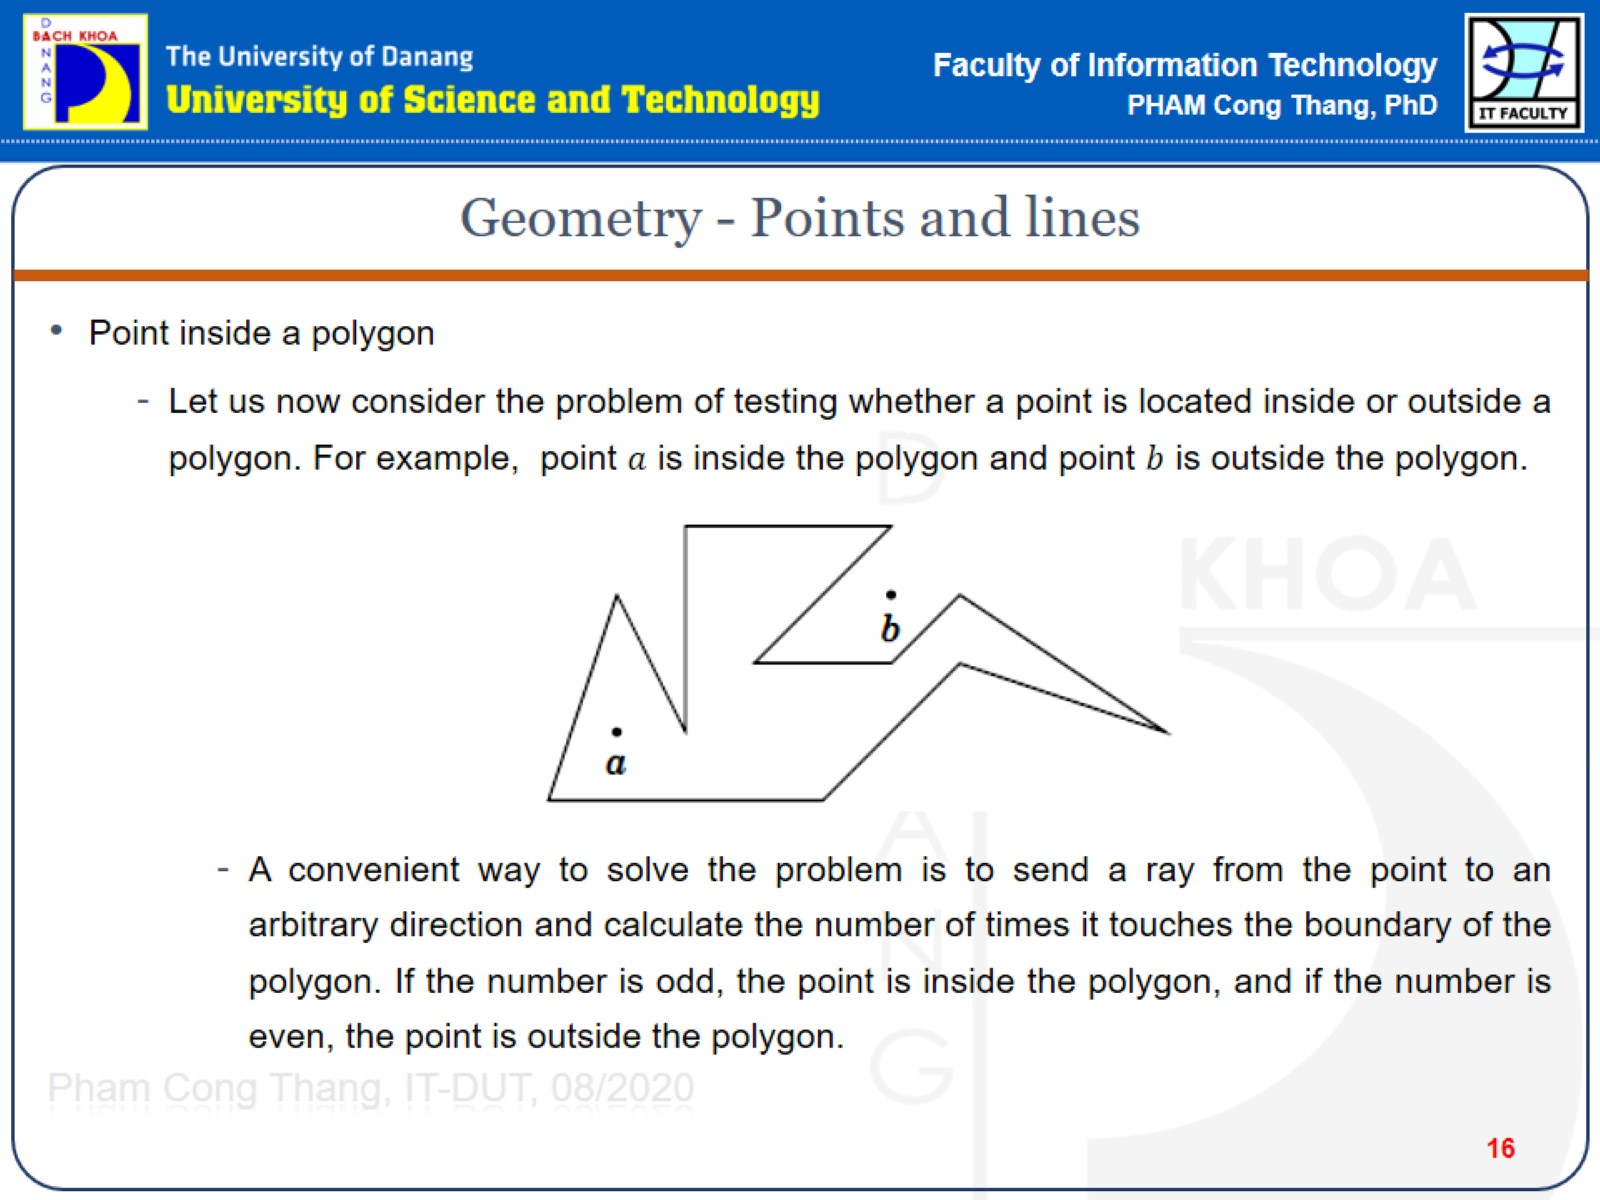 D
BACH KHOA
A
N
A
N
G
The University of Danang
University of Science and Technology
Faculty of Information Technology
PHAM Cong Thang, PhD
IT FACULTY
Geometry - Points and lines
• Point inside a polygon
- Let us now consider the problem of testing whether a point is located inside or outside a
polygon. For example, point a is inside the polygon and point b is outside the polygon.
D
KHOA
b
a
A
N
G
- A convenient way to solve the problem is to send a ray from the point to an
arbitrary direction and calculate the number of times it touches the boundary of the
polygon. If the number is odd, the point is inside the polygon, and if the number is
even, the point is outside the polygon.
Pham Cong Thang, IT-DUT, 08/2020
16